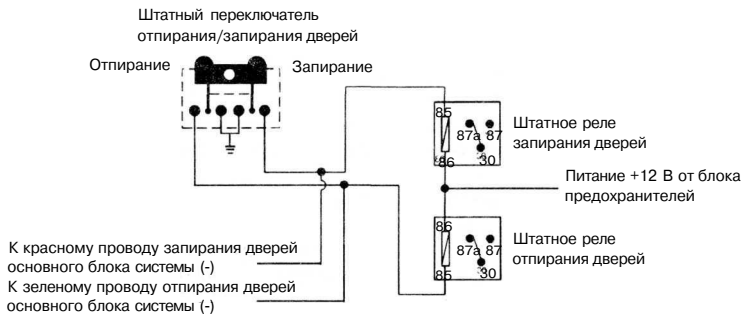 Штатный переключатель
отпирания/запирания дверей
Отпирание
Запирание
85
87a 87
86
30
Штатное реле
запирания дверей
Питание +12 В от блока
предохранителей
86
87a 87
85
30
Штатное реле
отпирания дверей
К красному проводу запирания дверей
основного блока системы (-)
К зеленому проводу отпирания дверей
основного блока системы (-)